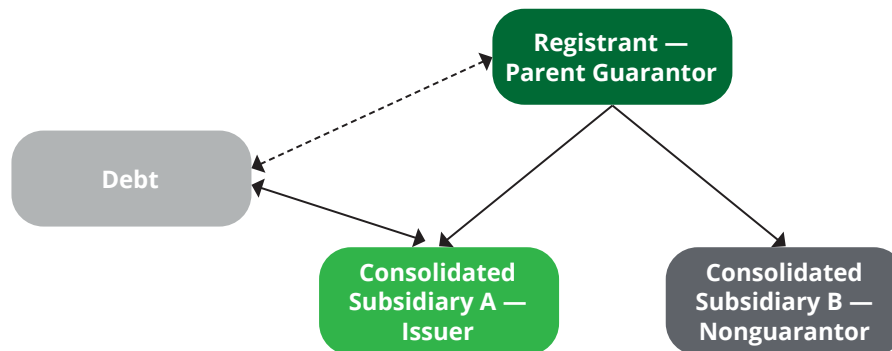 Registrant —
Parent Guarantor
Debt
Consolidated
Subsidiary A —
Issuer
Consolidated
Subsidiary B —
Nonguarantor